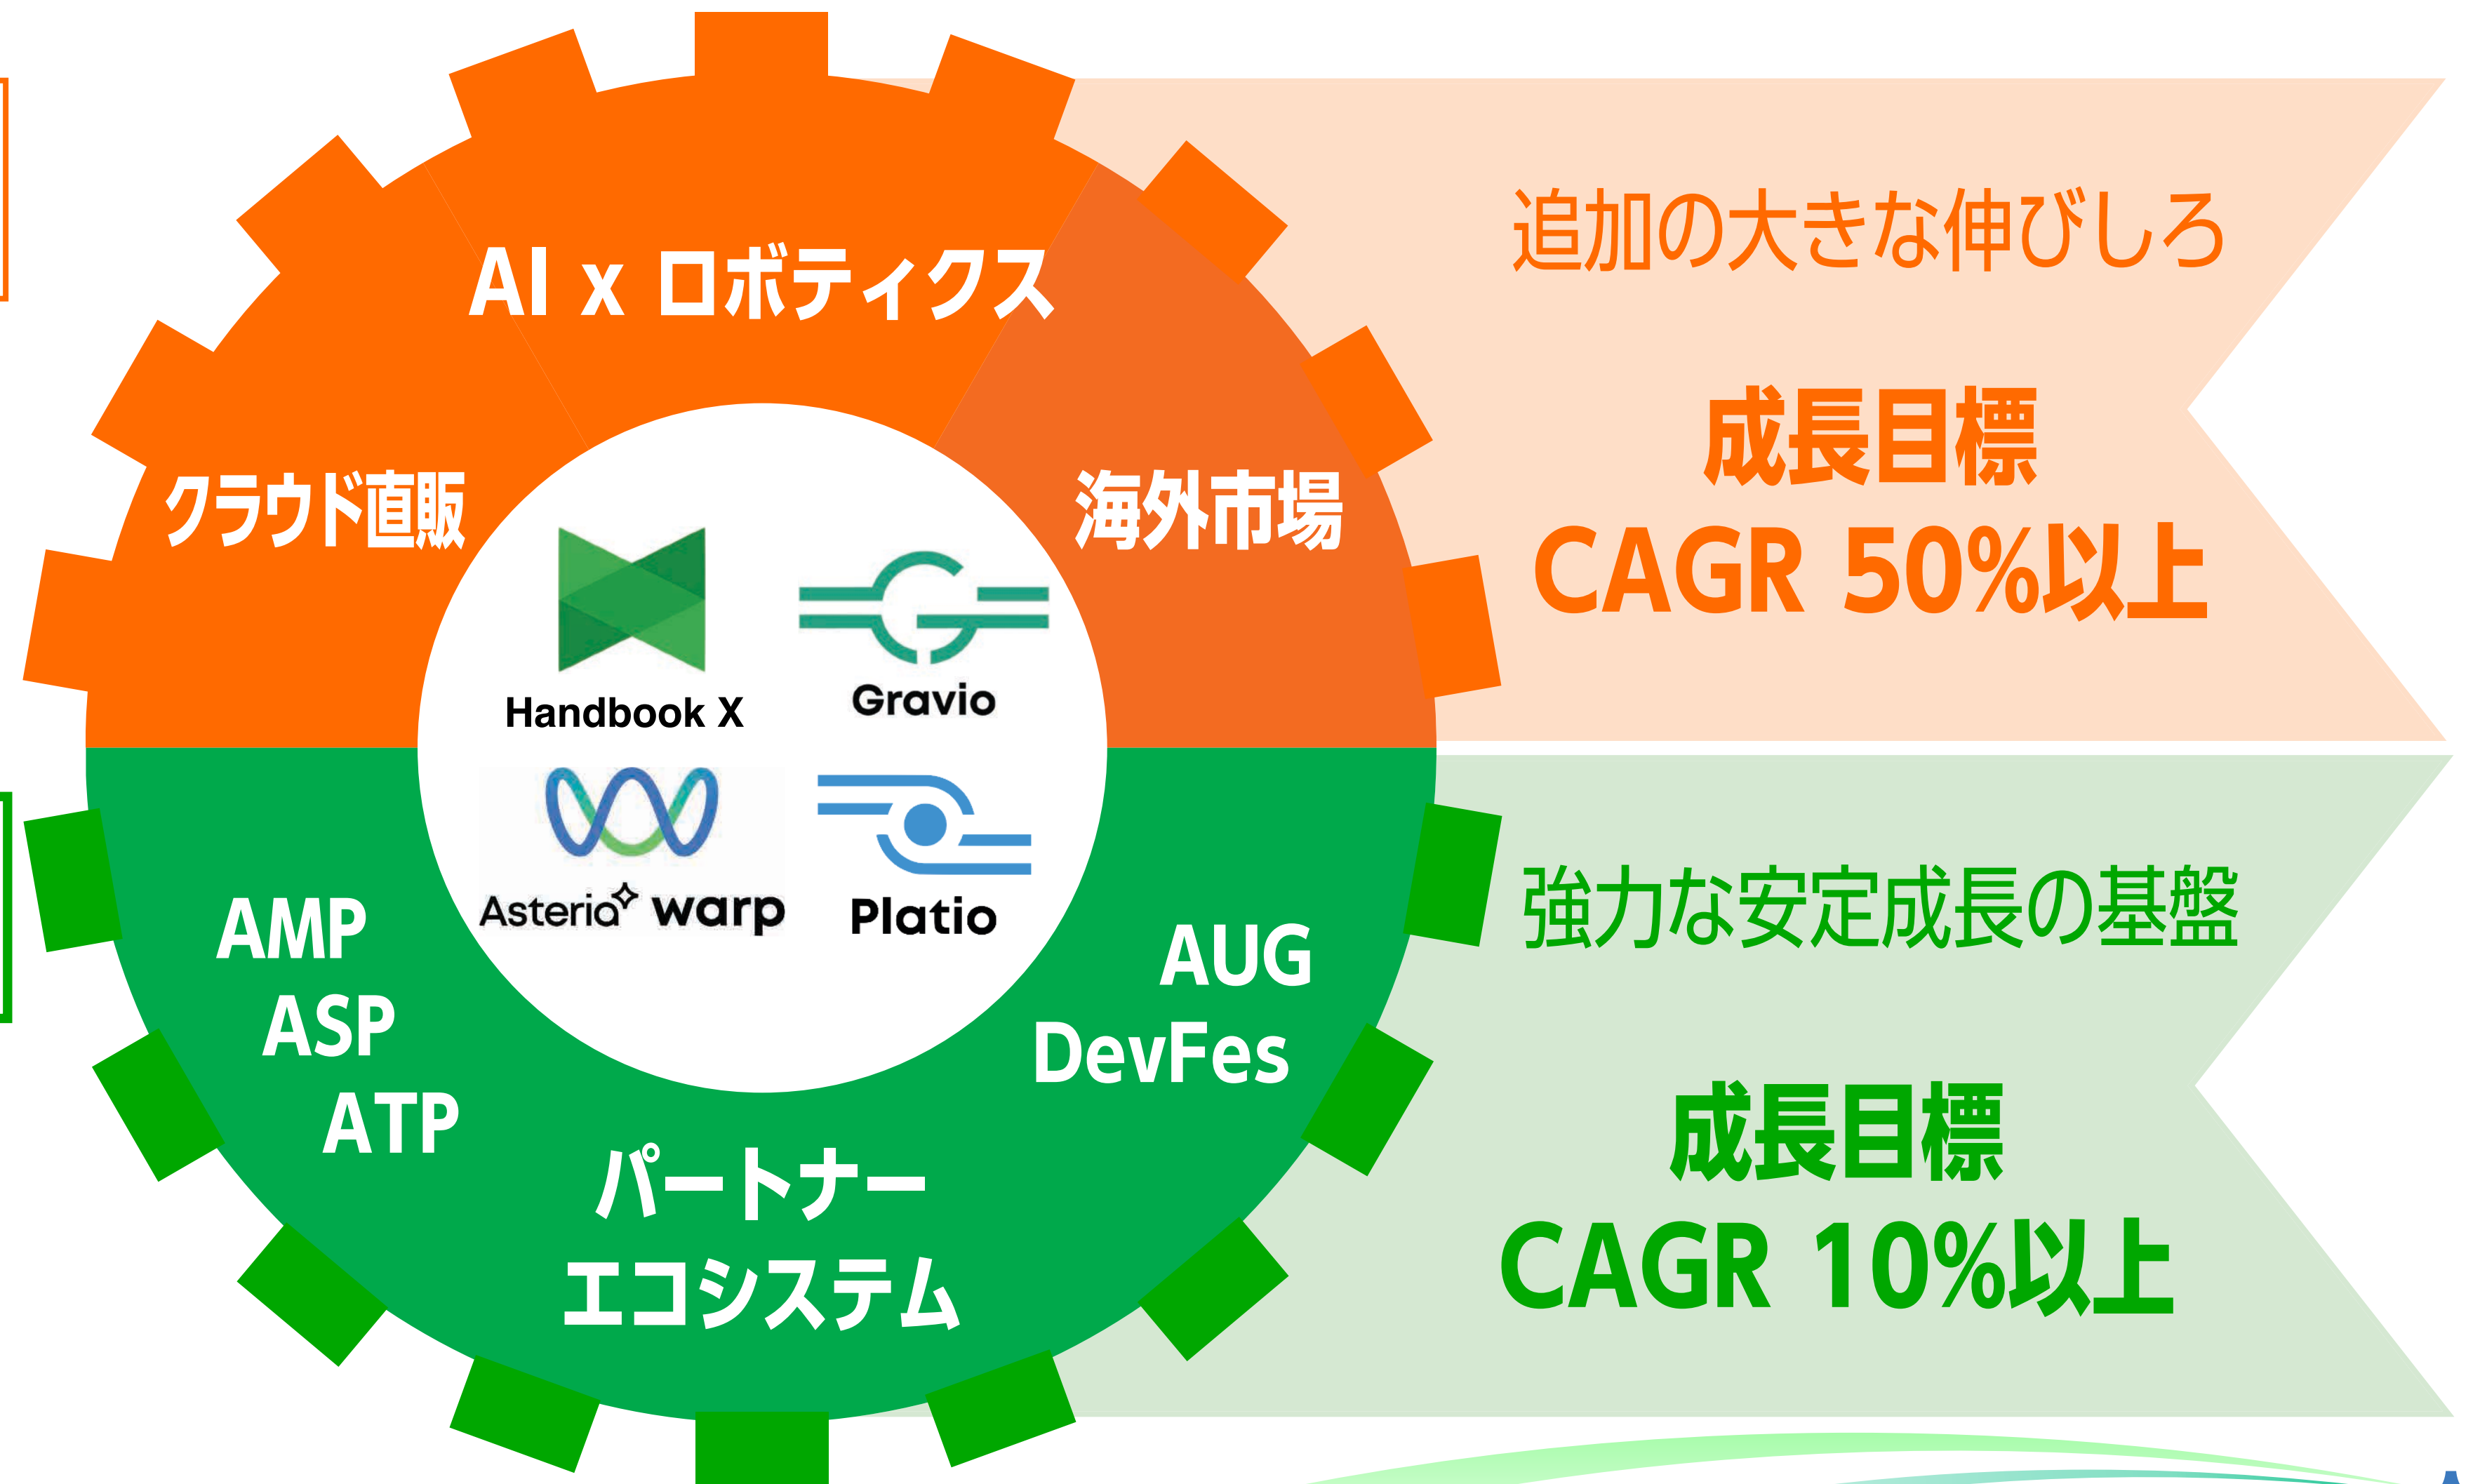 AI x ロボティクス
クラウド直販
海外市場
Handbook X
Gravio
Asteria warp
Platio
AMP
ASP
ATP
AUG
DevFes
パートナー
エコシステム
追加の大きな伸びしろ
成長目標
CAGR 50%以上
強力な安定成長の基盤
成長目標
CAGR 10%以上